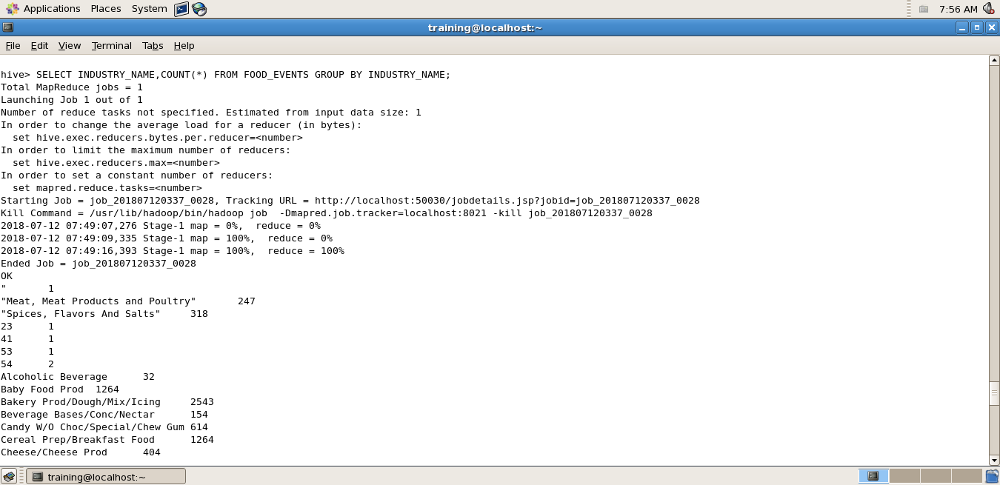 Applications Places System 7:56 AM
training@localhost:~
File Edit View Terminal Tabs Help
hive> SELECT INDUSTRY_NAME,COUNT(*) FROM FOOD_EVENTS GROUP BY INDUSTRY_NAME;
Total MapReduce jobs = 1
Launching Job 1 out of 1
Number of reduce tasks not specified. Estimated from input data size: 1
In order to change the average load for a reducer (in bytes):
  set hive.exec.reducers.bytes.per.reducer=<number>
In order to limit the maximum number of reducers:
  set hive.exec.reducers.max=<number>
In order to set a constant number of reducers:
  set mapred.reduce.tasks=<number>
Starting Job = job_201807120337_0028, Tracking URL = http://localhost:50030/jobdetails.jsp?jobid=job_201807120337_0028
Kill Command = /usr/lib/hadoop/bin/hadoop job  -Dmapred.job.tracker=localhost:8021 -kill job_201807120337_0028
2018-07-12 07:49:07,276 Stage-1 map = 0%,  reduce = 0%
2018-07-12 07:49:09,335 Stage-1 map = 100%,  reduce = 0%
2018-07-12 07:49:16,393 Stage-1 map = 100%,  reduce = 100%
Ended Job = job_201807120337_0028
OK
"       1
"Meat, Meat Products and Poultry"       247
"Spices, Flavors And Salts"     318
23      1
41      1
53      1
54      2
Alcoholic Beverage      32
Baby Food Prod  1264
Bakery Prod/Dough/Mix/Icing     2543
Beverage Bases/Conc/Nectar      154
Candy W/O Choc/Special/Chew Gum 614
Cereal Prep/Breakfast Food      1264
Cheese/Cheese Prod      404
training@localhost:~